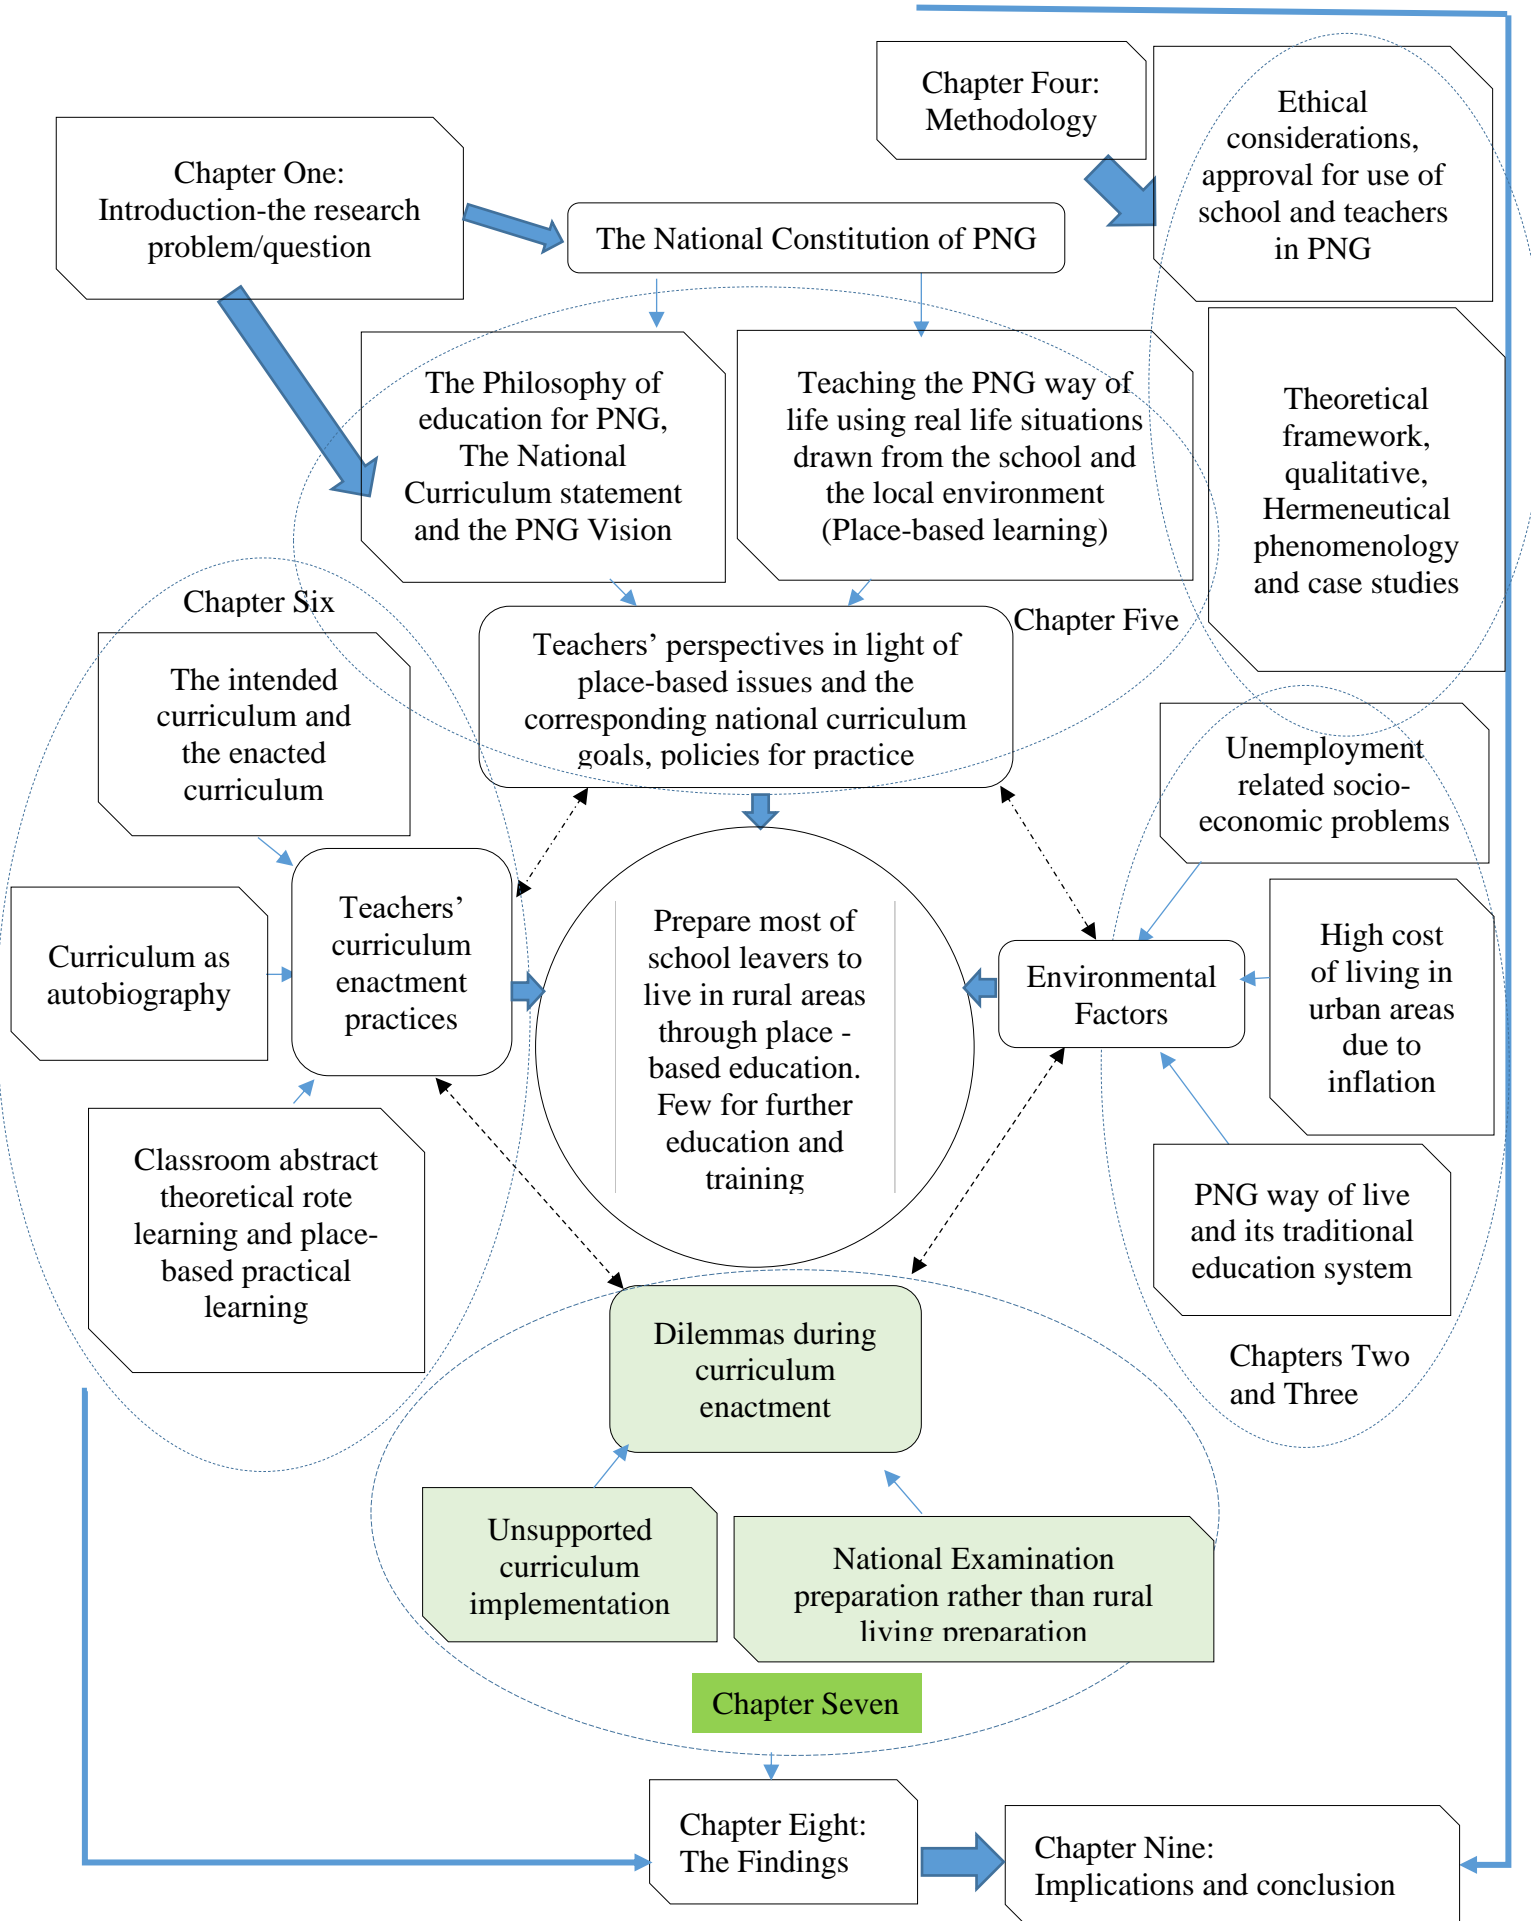 Chapter Four:
Methodology
Ethical
considerations,
approval for use of
school and teachers
in PNG
Chapter One:
Introduction-the research
problem/question
The National Constitution of PNG
The Philosophy of
education for PNG,
The National
Curriculum statement
and the PNG Vision
Teaching the PNG way of
life using real life situations
drawn from the school and
the local environment
(Place-based learning)
Theoretical
framework,
qualitative,
Hermeneutical
phenomenology
and case studies
Chapter Six
Chapter Five
Teachers’ perspectives in light of
place-based issues and the
corresponding national curriculum
goals, policies for practice
The intended
curriculum and
the enacted
curriculum
Unemployment
related socio-
economic problems
Curriculum as
autobiography
Teachers’
curriculum
enactment
practices
Prepare most of
school leavers to
live in rural areas
through place -
based education.
Few for further
education and
training
Environmental
Factors
High cost
of living in
urban areas
due to
inflation
Classroom abstract
theoretical rote
learning and place-
based practical
learning
PNG way of live
and its traditional
education system
Chapters Two
and Three
Dilemmas during
curriculum
enactment
Unsupported
curriculum
implementation
National Examination
preparation rather than rural
living preparation
Chapter Seven
Chapter Eight:
The Findings
Chapter Nine:
Implications and conclusion